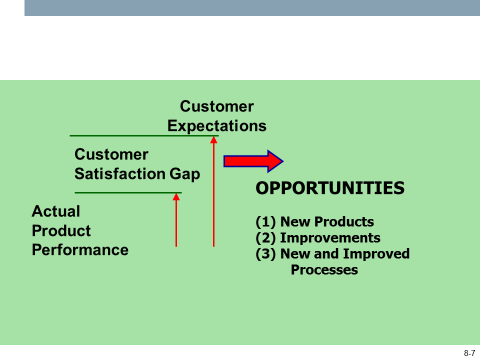 Customer
Expectations
Customer
Satisfaction Gap
Actual
Product
Performance
OPPORTUNITIES
(1) New Products
(2) Improvements
(3) New and Improved
Processes
8-7